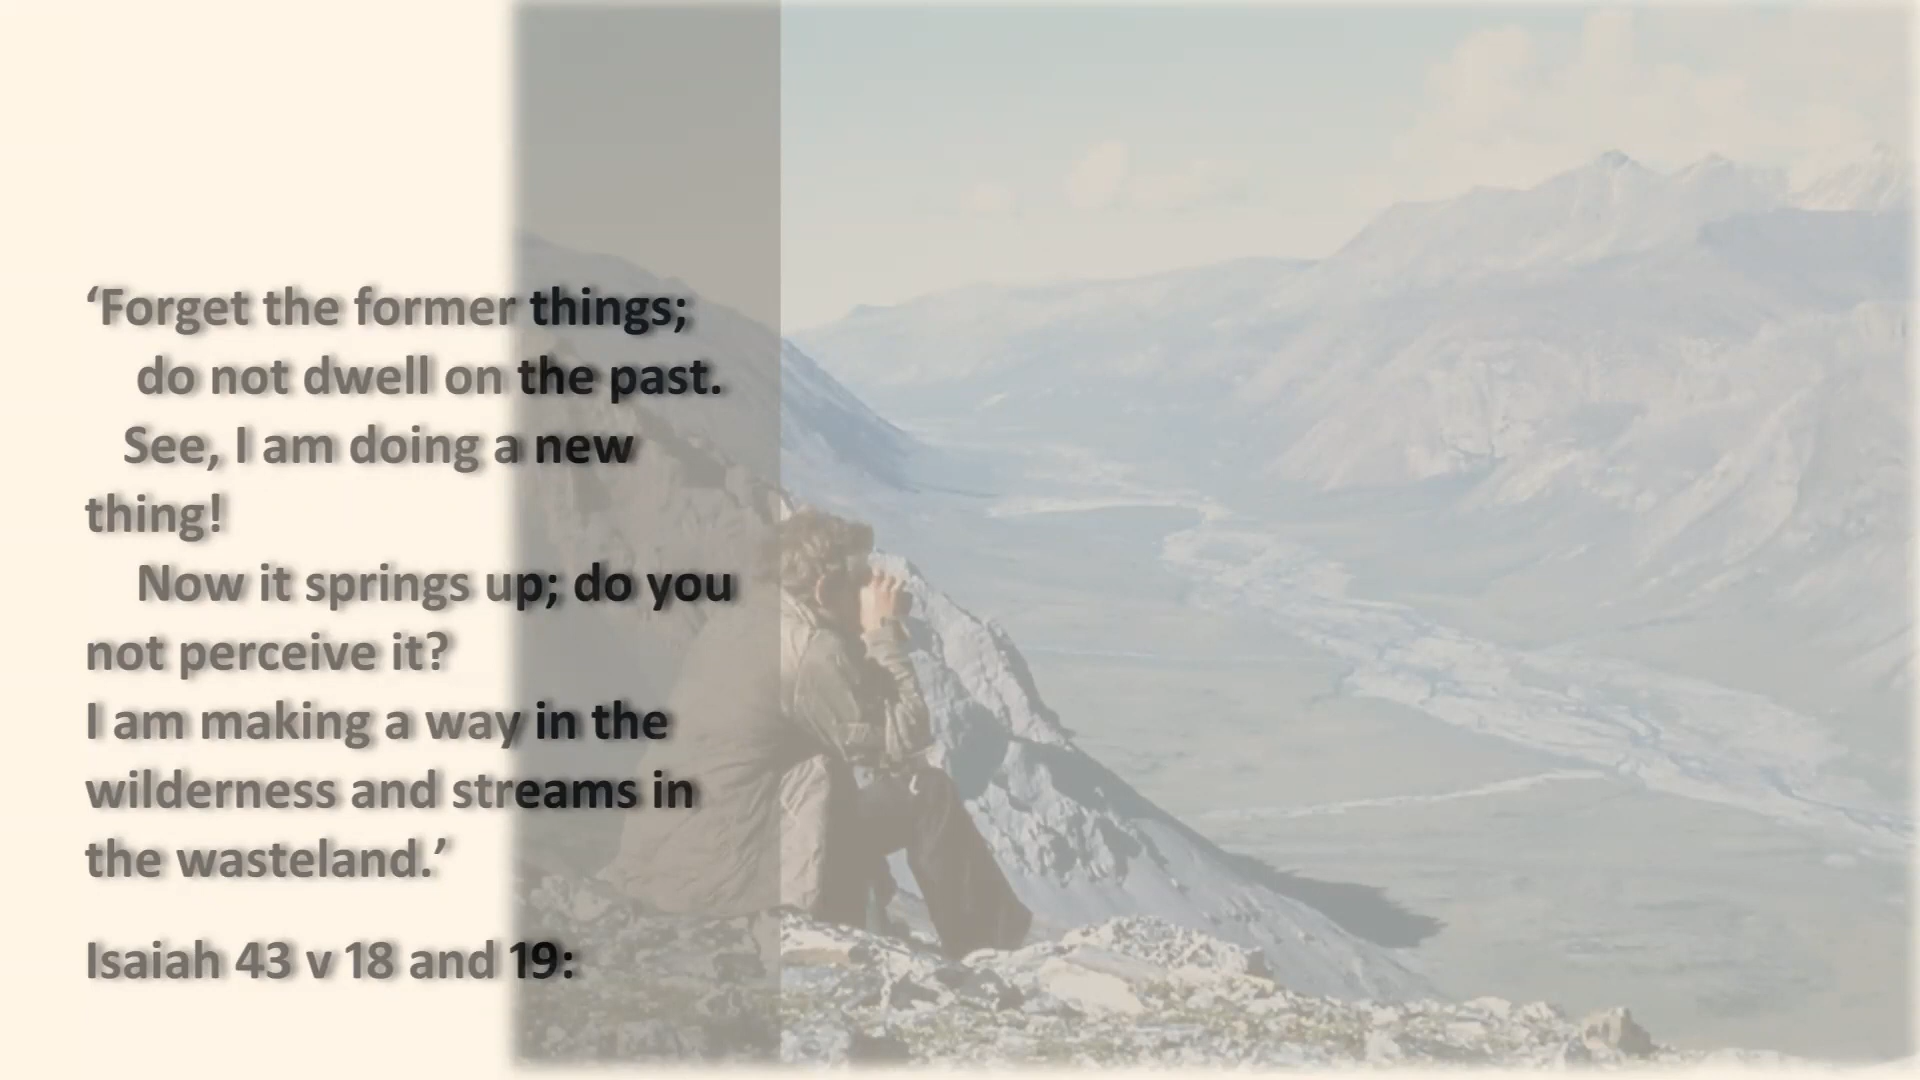 ‘Forget the former things;
do not dwell on the past.
See, I am doing a new
thing!
Now it springs up; do you
not perceive it?
I am making a way in the
wilderness and streams in
the wasteland.’
Isaiah 43 v 18 and 19: